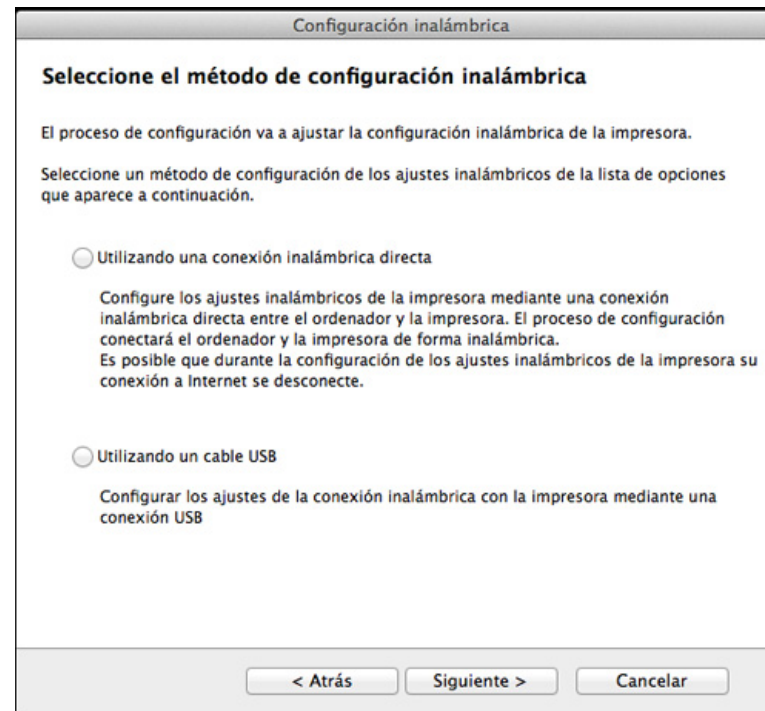 Configuración inalámbrica
Seleccione el método de configuración inalámbrica
El proceso de configuración va a ajustar la configuración inalámbrica de la impresora.
Seleccione un método de configuración de los ajustes inalámbricos de la lista de opciones
que aparece a continuación.
Utilizando una conexión inalámbrica directa
Configure los ajustes inalámbricos de la impresora mediante una conexión
inalámbrica directa entre el ordenador y la impresora. El proceso de configuración
conectará el ordenador y la impresora de forma inalámbrica.
Es posible que durante la configuración de los ajustes inalámbricos de la impresora su
conexión a Internet se desconecte.
Utilizando un cable USB
Configurar los ajustes de la conexión inalámbrica con la impresora mediante una
conexión USB
< Atrás Siguiente > Cancelar